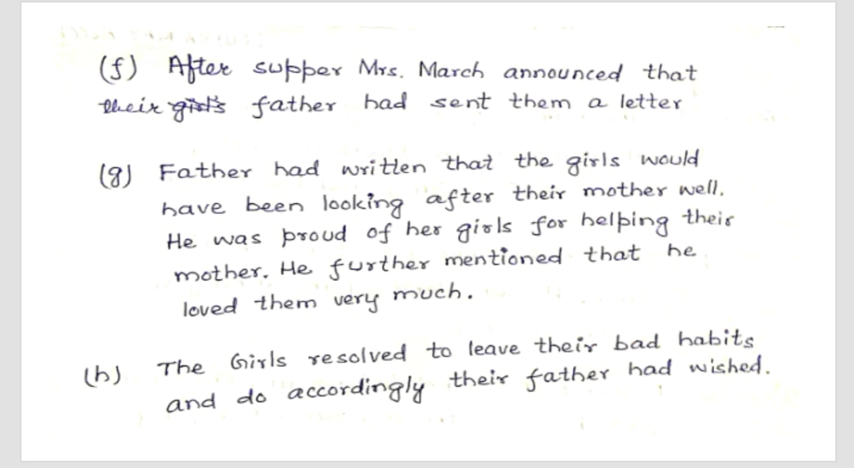 (f) After supper Mrs. March announced that
their girl's father had sent them a letter
(g) Father had written that the girls would
have been looking after their mother well.
He was proud of her girls for helping their
mother. He further mentioned that he
loved them very much.
(h) The Girls resolved to leave their bad habits
and do accordingly their father had wished.